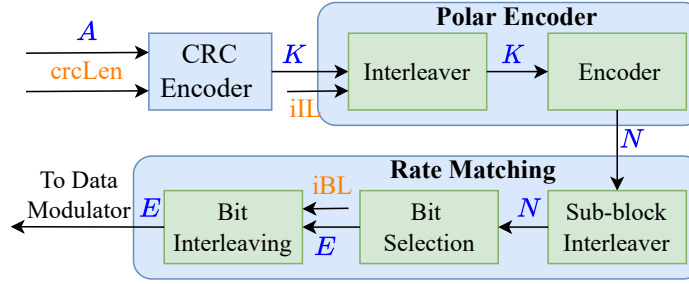 Polar Encoder
A
crcLen
CRC
Encoder
K
iIL
Interleaver
K
Encoder
N
Rate Matching
To Data
Modulator
E
Bit
Interleaving
iBL
E
Bit
Selection
N
Sub-block
Interleaver